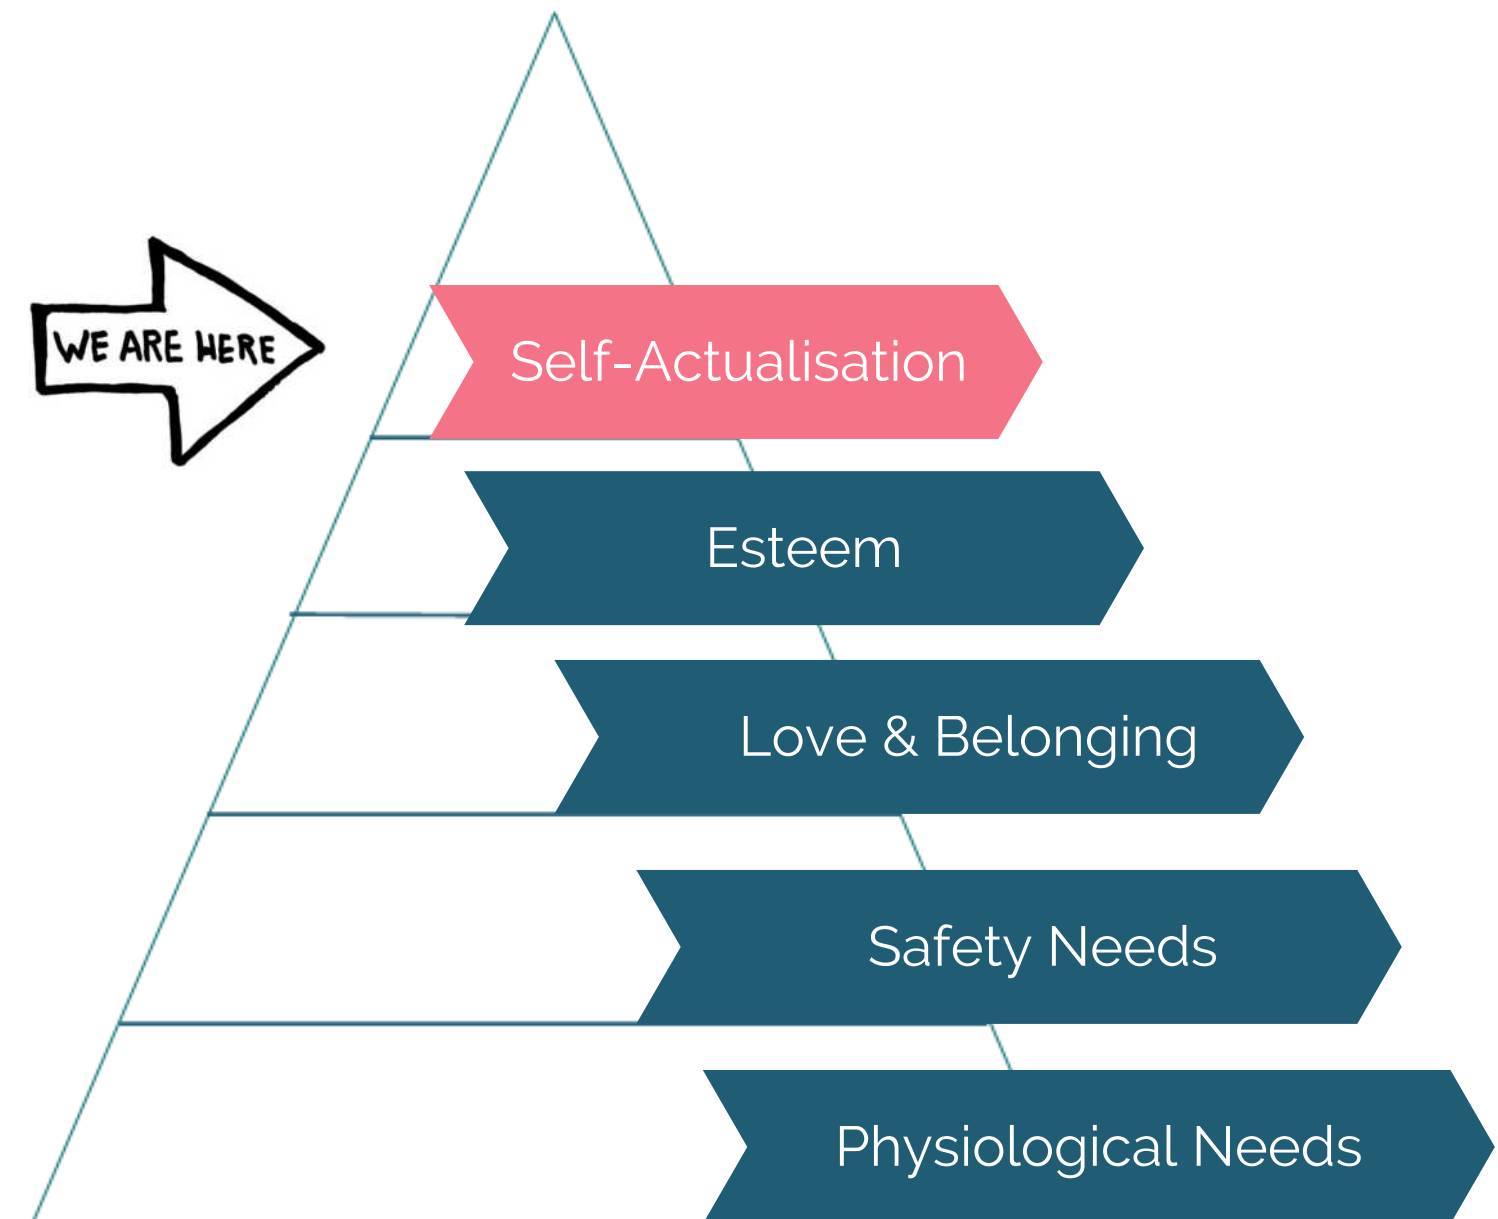 WE ARE HERE
Self-Actualisation
Esteem
Love & Belonging
Safety Needs
Physiological Needs